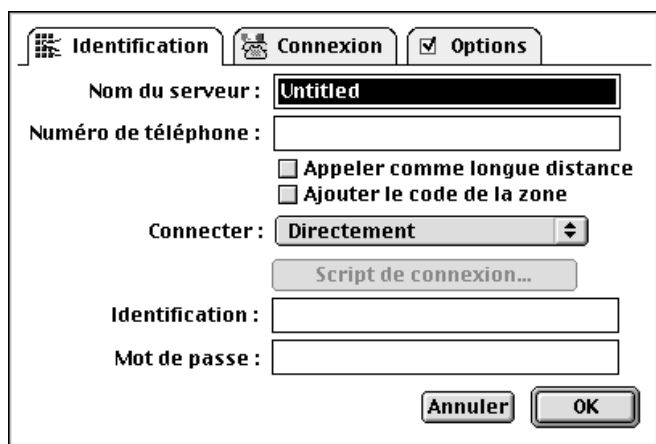 Identification Connexion Options
Nom du serveur : Untitled
Numéro de téléphone :
Appeler comme longue distance
Ajouter le code de la zone
Connecter : Directement
Script de connexion...
Identification :
Mot de passe :
Annuler OK